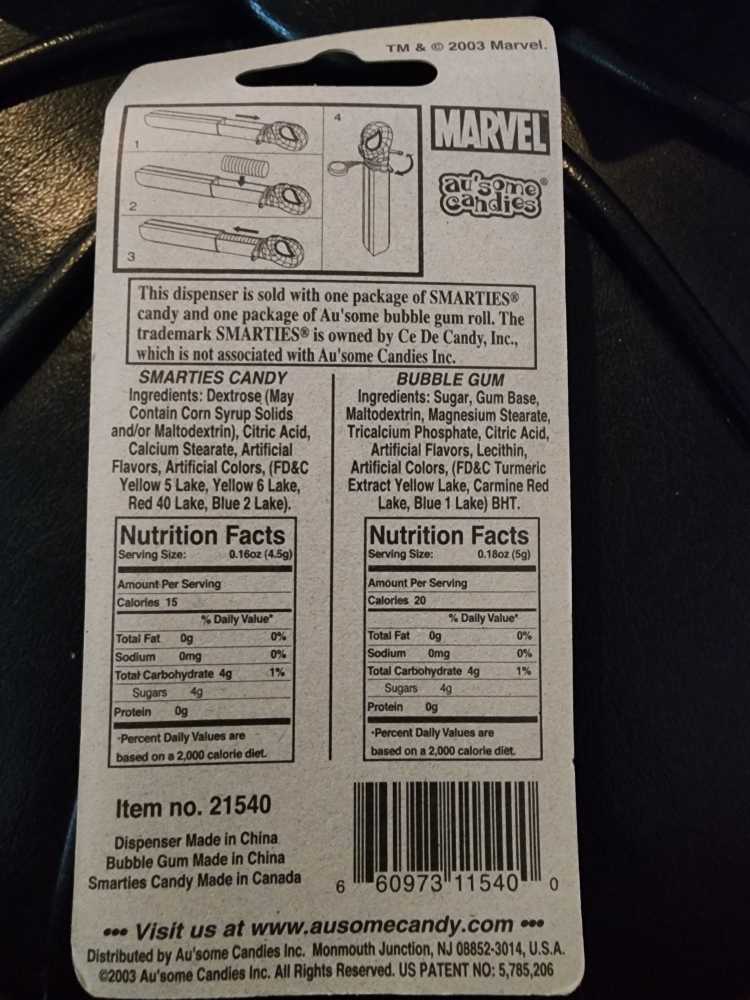 TM & © 2003 Marvel.
1
2
3
4
MARVEL
au'some®
candies
This dispenser is sold with one package of SMARTIES®
candy and one package of Au'some bubble gum roll. The
trademark SMARTIES® is owned by Ce De Candy, Inc.,
which is not associated with Au'some Candies Inc.
SMARTIES CANDY
Ingredients: Dextrose (May
Contain Corn Syrup Solids
and/or Maltodextrin), Citric Acid,
Calcium Stearate, Artificial
Flavors, Artificial Colors, (FD&C
Yellow 5 Lake, Yellow 6 Lake,
Red 40 Lake, Blue 2 Lake).
Nutrition Facts
Serving Size: 0.16oz (4.5g)
Amount Per Serving
Calories 15
% Daily Value*
Total Fat 0g 0%
Sodium 0mg 0%
Total Carbohydrate 4g 1%
Sugars 4g
Protein 0g
*Percent Daily Values are
based on a 2,000 calorie diet.
BUBBLE GUM
Ingredients: Sugar, Gum Base,
Maltodextrin, Magnesium Stearate,
Tricalcium Phosphate, Citric Acid,
Artificial Flavors, Lecithin,
Artificial Colors, (FD&C Turmeric
Extract Yellow Lake, Carmine Red
Lake, Blue 1 Lake) BHT.
Nutrition Facts
Serving Size: 0.18oz (5g)
Amount Per Serving
Calories 20
% Daily Value*
Total Fat 0g 0%
Sodium 0mg 0%
Total Carbohydrate 4g 1%
Sugars 4g
Protein 0g
*Percent Daily Values are
based on a 2,000 calorie diet.
Item no. 21540
Dispenser Made in China
Bubble Gum Made in China
Smarties Candy Made in Canada
6 60973 11540 0
••• Visit us at www.ausomecandy.com •••
Distributed by Au'some Candies Inc. Monmouth Junction, NJ 08852-3014, U.S.A.
©2003 Au'some Candies Inc. All Rights Reserved. US PATENT NO: 5,785,206